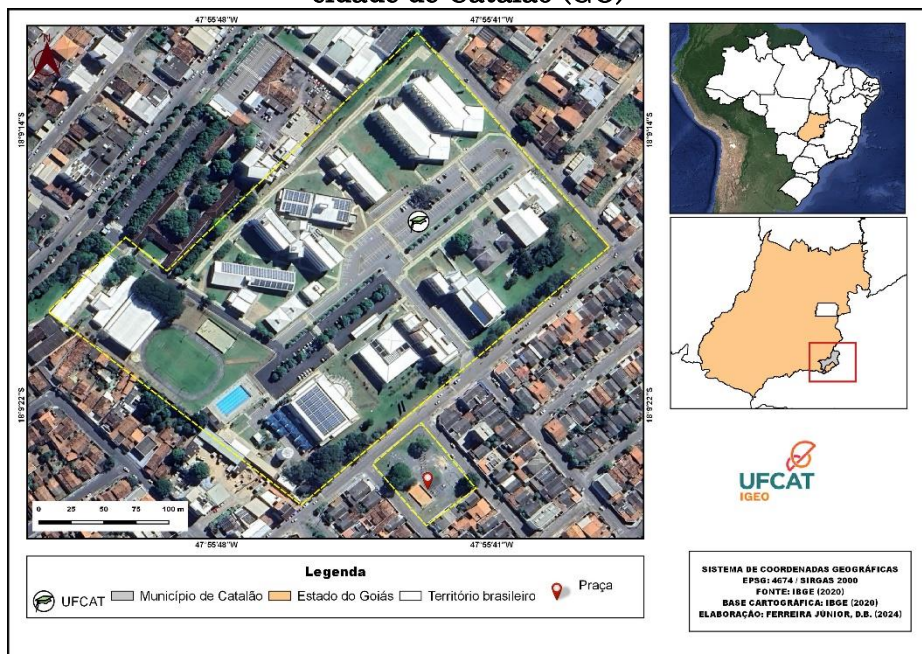 cidade de Catalão (GO)
47°55'48"W
47°55'41"W
N
18°9'14"S
18°9'14"S
18°9'22"S
18°9'22"S
0 25 50 75 100 m
47°55'48"W
47°55'41"W
UFCAT
IGEO
Legenda
UFCAT Município de Catalão Estado do Goiás Território brasileiro Praça
SISTEMA DE COORDENADAS GEOGRÁFICAS
EPSG: 4674 / SIRGAS 2000
FONTE: IBGE (2020)
BASE CARTOGRÁFICA: IBGE (2020)
ELABORAÇÃO: FERREIRA JÚNIOR, D.B. (2024)